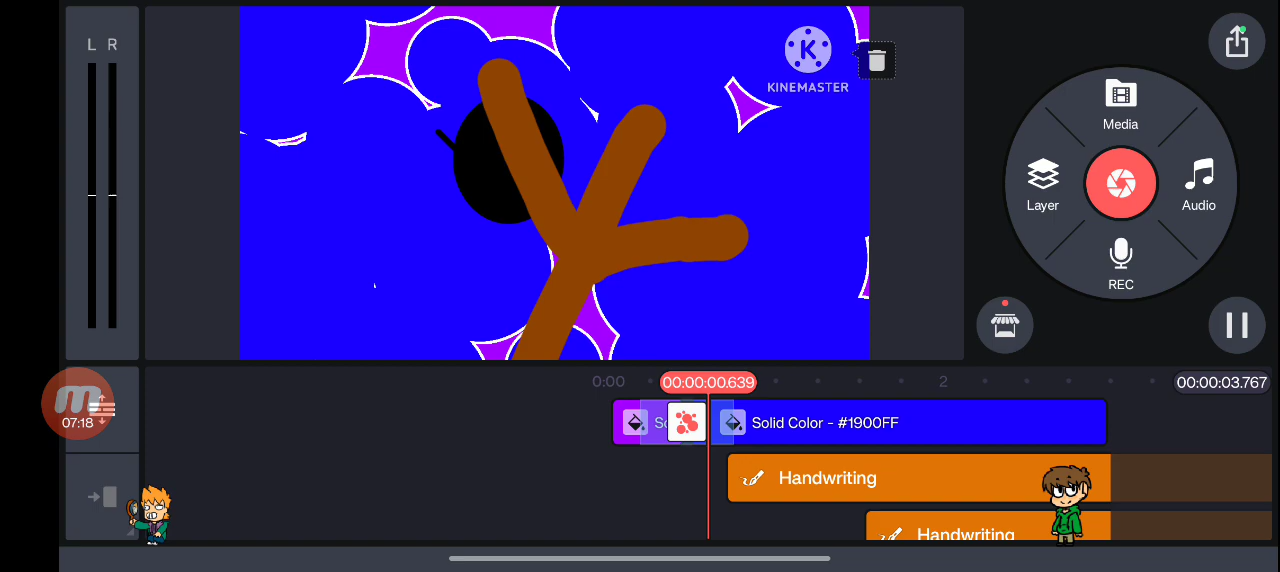 L R
K
KINEMASTER
Media
Layer
Audio
REC
0:00
00:00:00.639
2
00:00:03.767
M
07:18
So
Solid Color - #1900FF
Handwriting
Handwriting